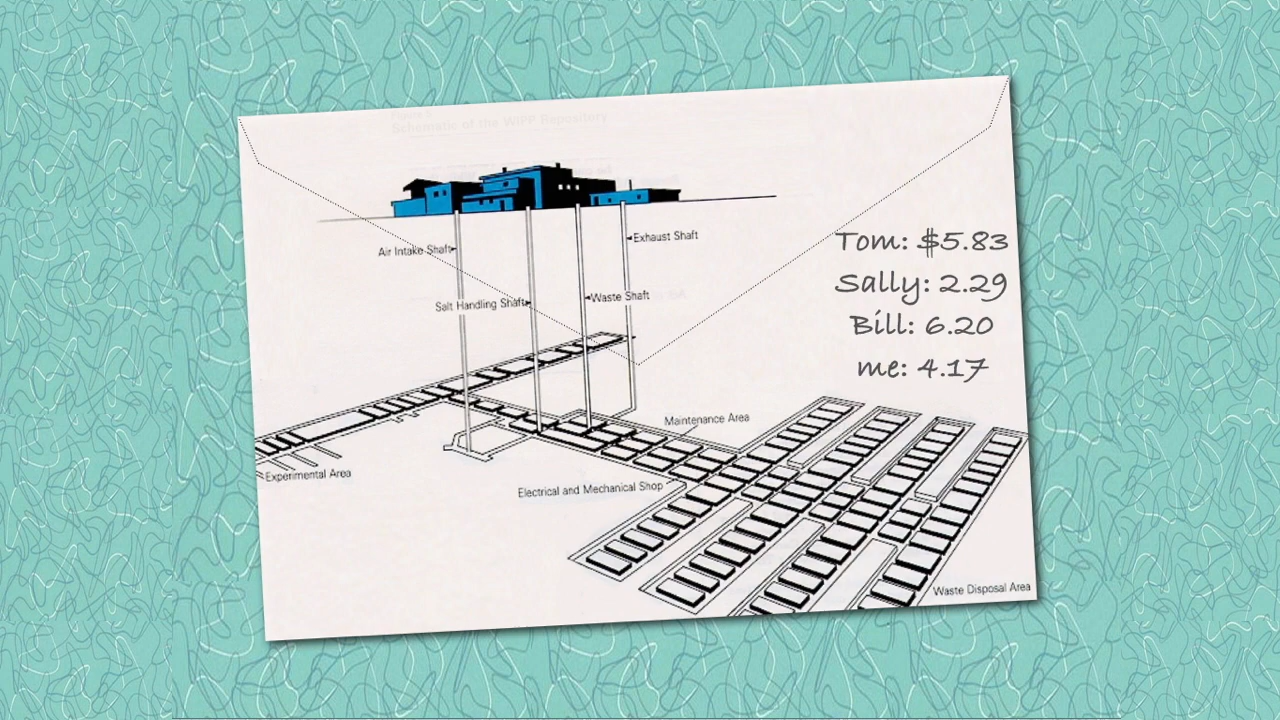 Figure 5
Schematic of the WIPP Repository
Air Intake Shaft
Exhaust Shaft
Salt Handling Shaft
Waste Shaft
Tom: $5.83
Sally: 2.29
Bill: 6.20
me: 4.17
Maintenance Area
Experimental Area
Electrical and Mechanical Shop
Waste Disposal Area